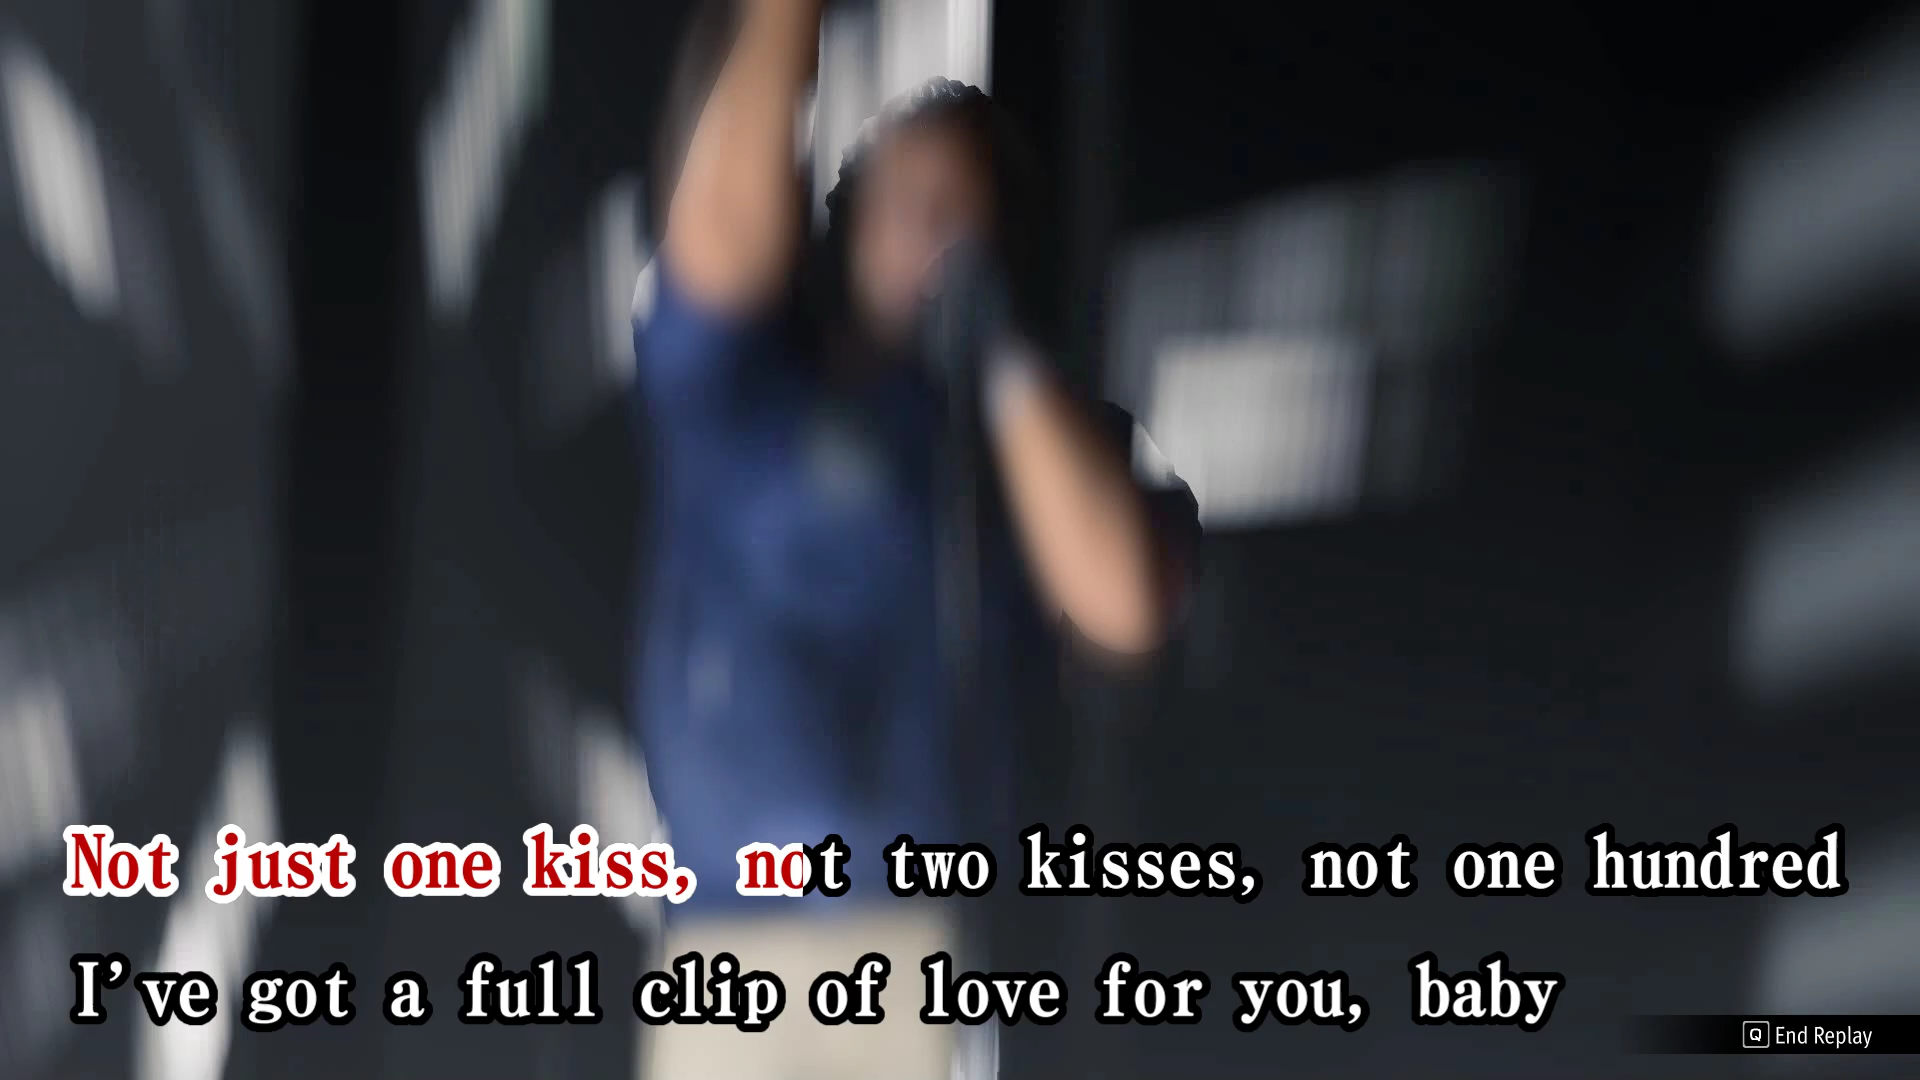 Not just one kiss, not two kisses, not one hundred
I've got a full clip of love for you, baby
Q End Replay